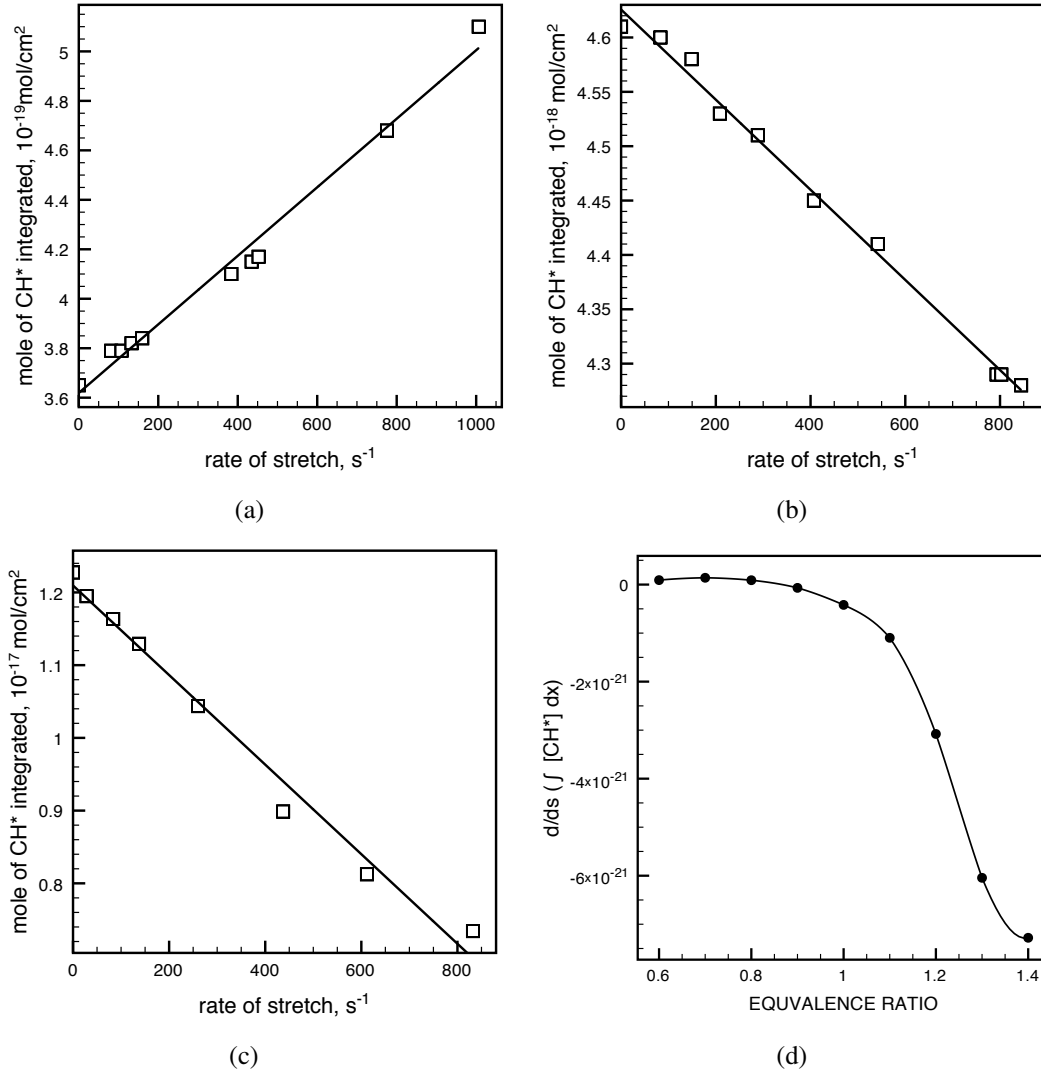 mole of CH* integrated, 10⁻¹⁹mol/cm²
5
4.8
4.6
4.4
4.2
4
3.8
3.6
0 200 400 600 800 1000
rate of stretch, s⁻¹
(a)
mole of CH* integrated, 10⁻¹⁸ mol/cm²
4.6
4.55
4.5
4.45
4.4
4.35
4.3
0 200 400 600 800
rate of stretch, s⁻¹
(b)
mole of CH* integrated, 10⁻¹⁷ mol/cm²
1.2
1.1
1
0.9
0.8
0 200 400 600 800
rate of stretch, s⁻¹
(c)
d/ds ( ∫ [CH*] dx)
0
-2×10⁻²¹
-4×10⁻²¹
-6×10⁻²¹
0.6 0.8 1 1.2 1.4
EQUVALENCE RATIO
(d)